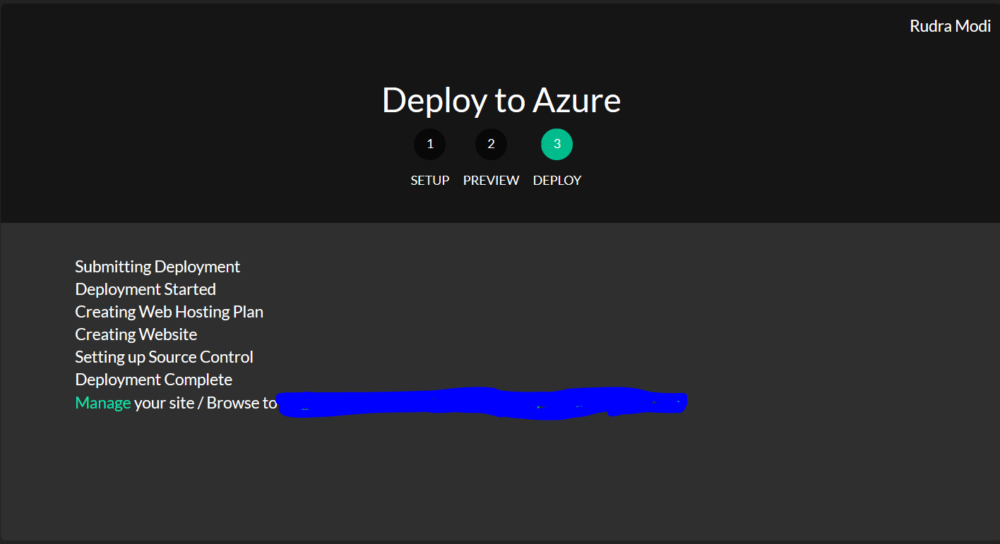 Rudra Modi
Deploy to Azure
1 2 3
SETUP PREVIEW DEPLOY
Submitting Deployment
Deployment Started
Creating Web Hosting Plan
Creating Website
Setting up Source Control
Deployment Complete
Manage your site / Browse to